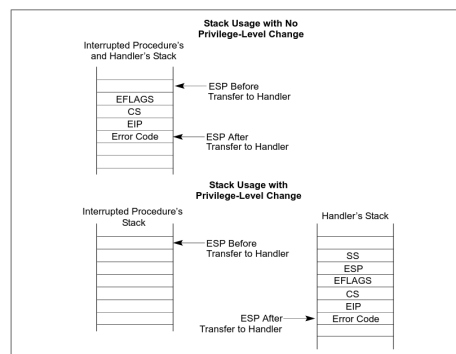 Stack Usage with No
Privilege-Level Change
Interrupted Procedure's
and Handler's Stack
ESP Before
Transfer to Handler
EFLAGS
CS
EIP
Error Code
ESP After
Transfer to Handler
Stack Usage with
Privilege-Level Change
Interrupted Procedure's
Stack
Handler's Stack
ESP Before
Transfer to Handler
SS
ESP
EFLAGS
CS
EIP
Error Code
ESP After
Transfer to Handler